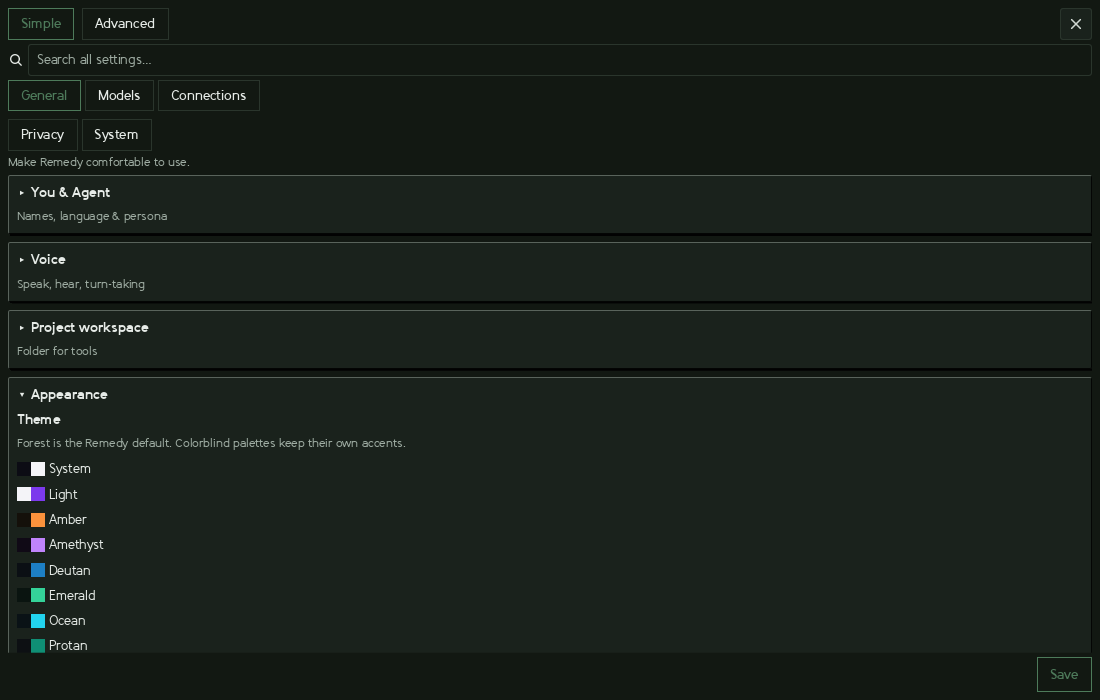 Simple Advanced
Search all settings...
General Models Connections
Privacy System
Make Remedy comfortable to use.
You & Agent
Names, language & persona
Voice
Speak, hear, turn-taking
Project workspace
Folder for tools
Appearance
Theme
Forest is the Remedy default. Colorblind palettes keep their own accents.
System
Light
Amber
Amethyst
Deutan
Emerald
Ocean
Protan
Save